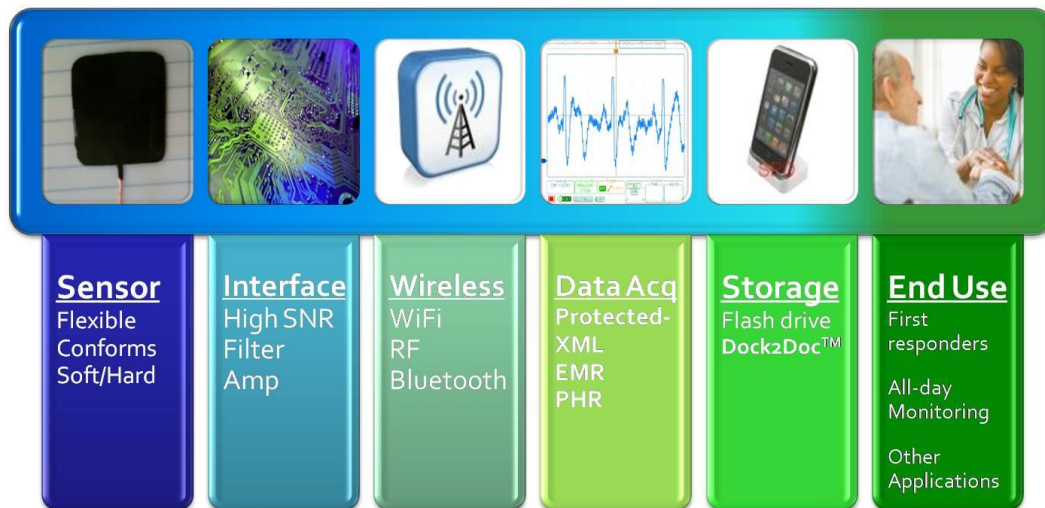 Sensor
Flexible
Conforms
Soft/Hard
Interface
High SNR
Filter
Amp
Wireless
WiFi
RF
Bluetooth
Data Acq
Protected-
XML
EMR
PHR
Storage
Flash drive
Dock2Doc™
End Use
First
responders
All-day
Monitoring
Other
Applications